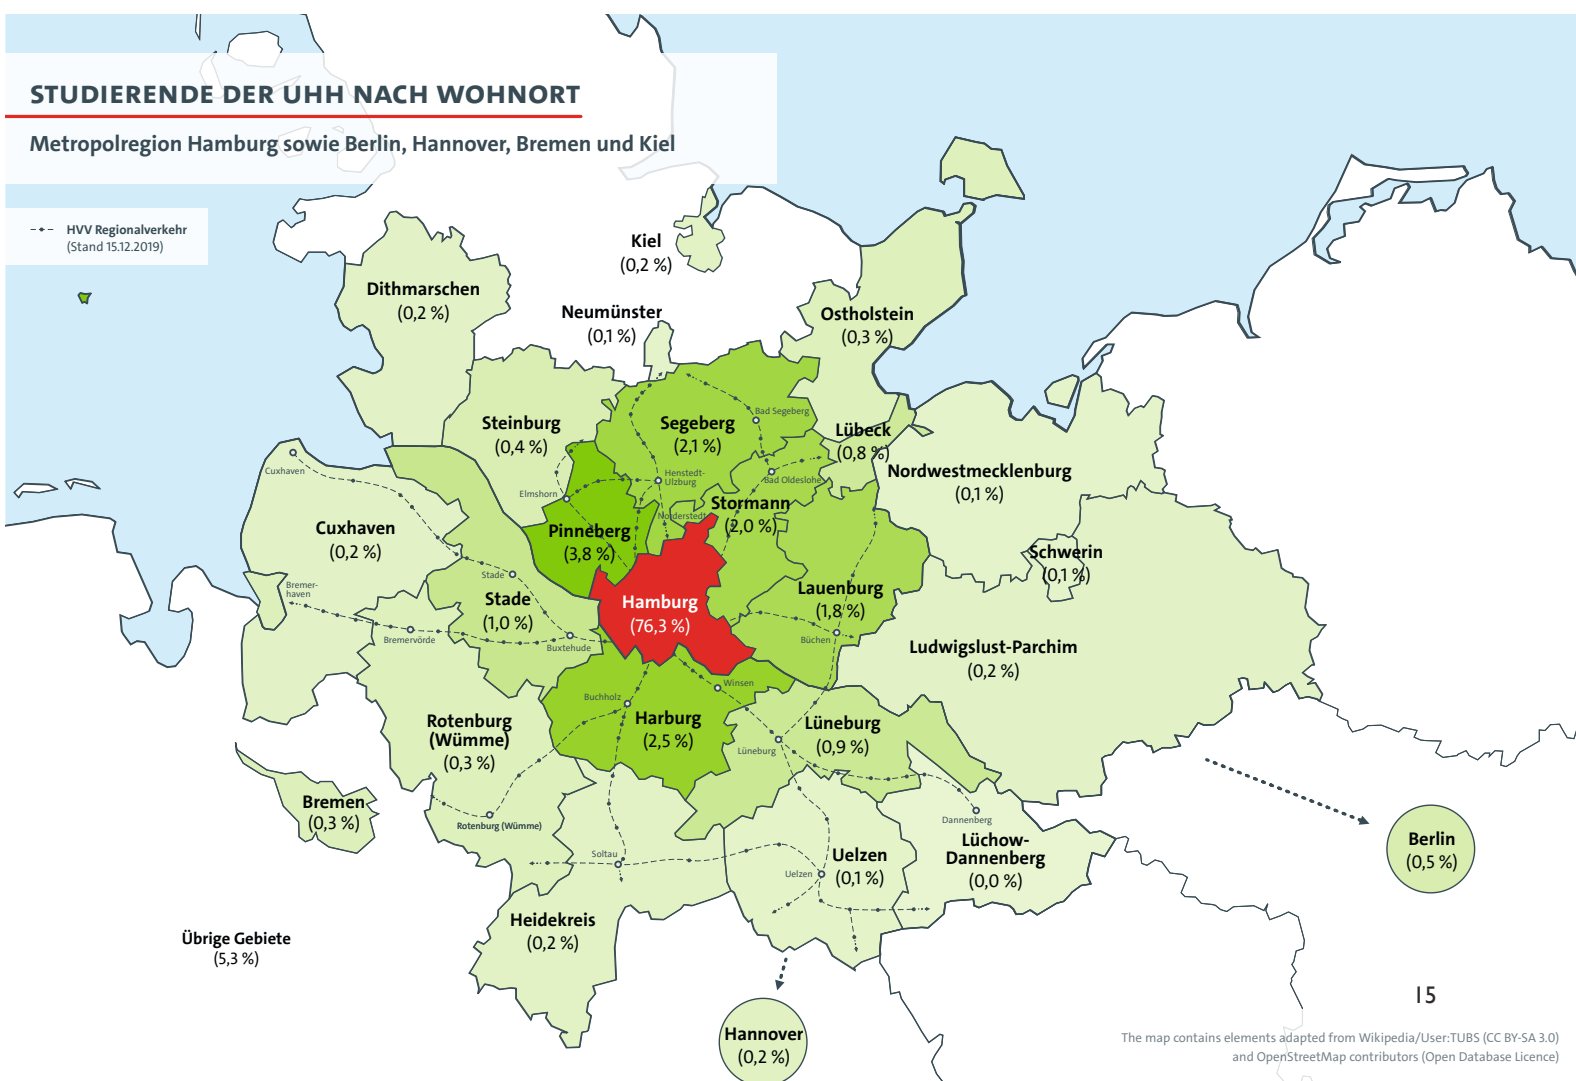 STUDIERENDE DER UHH NACH WOHNORT
Metropolregion Hamburg sowie Berlin, Hannover, Bremen und Kiel
HVV Regionalverkehr
(Stand 15.12.2019)
Kiel
(0,2 %)
Dithmarschen
(0,2 %)
Neumünster
(0,1 %)
Ostholstein
(0,3 %)
Steinburg
(0,4 %)
Segeberg
(2,1 %)
Bad Segeberg
Lübeck
(0,8 %)
Nordwestmecklenburg
(0,1 %)
Cuxhaven
Elmshorn
Henstedt-
Ulzburg
Bad Oldeslohe
Norderstedt
Stormann
(2,0 %)
Cuxhaven
(0,2 %)
Pinneberg
(3,8 %)
Schwerin
(0,1 %)
Bremer-
haven
Stade
Stade
(1,0 %)
Hamburg
(76,3 %)
Lauenburg
(1,8 %)
Büchen
Bremervörde
Buxtehude
Ludwigslust-Parchim
(0,2 %)
Buchholz
Winsen
Rotenburg
(Wümme)
(0,3 %)
Harburg
(2,5 %)
Lüneburg
Lüneburg
(0,9 %)
Bremen
(0,3 %)
Rotenburg (Wümme)
Dannenberg
Lüchow-
Dannenberg
(0,0 %)
Berlin
(0,5 %)
Soltau
Uelzen
Uelzen
(0,1 %)
Heidekreis
(0,2 %)
Übrige Gebiete
(5,3 %)
Hannover
(0,2 %)
15
The map contains elements adapted from Wikipedia/User:TUBS (CC BY-SA 3.0)
and OpenStreetMap contributors (Open Database Licence)